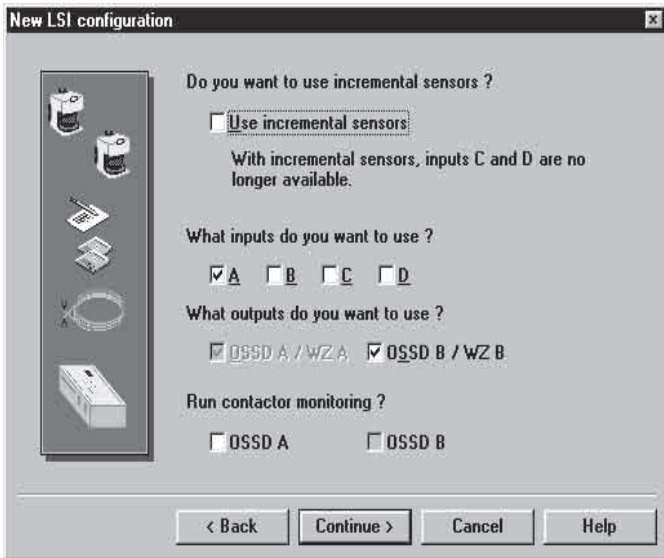 New LSI configuration
Do you want to use incremental sensors ?
Use incremental sensors
With incremental sensors, inputs C and D are no
longer available.
What inputs do you want to use ?
A B C D
What outputs do you want to use ?
OSSD A / WZ A OSSD B / WZ B
Run contactor monitoring ?
OSSD A OSSD B
< Back Continue > Cancel Help